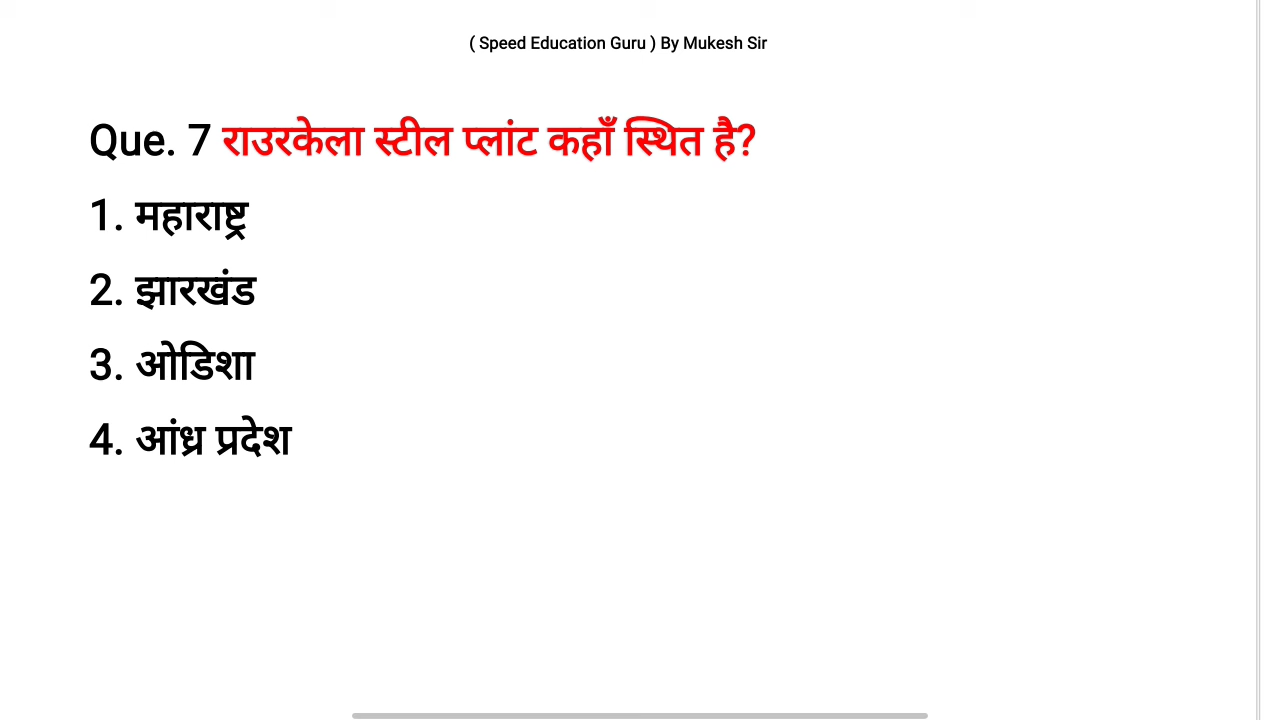 ( Speed Education Guru ) By Mukesh Sir
Que. 7 राउरकेला स्टील प्लांट कहाँ स्थित है?
1. महाराष्ट्र
2. झारखंड
3. ओडिशा
4. आंध्र प्रदेश